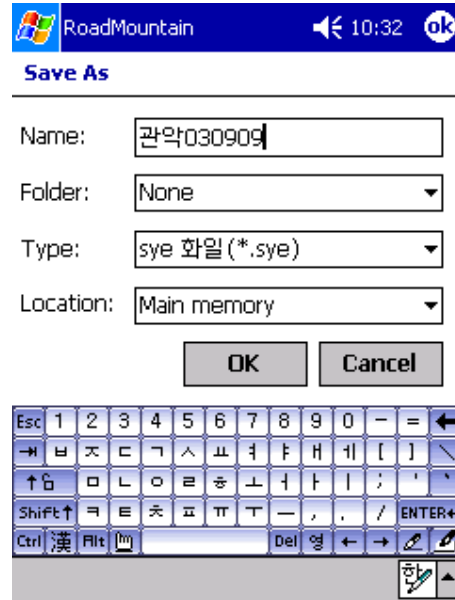 RoadMountain 10:32 ok
Save As
Name: 관악030909
Folder: None
Type: sye 화일(*.sye)
Location: Main memory
OK Cancel
Esc 1 2 3 4 5 6 7 8 9 0 - =
ㅂ ㅈ ㄷ ㄱ ㅅ ㅛ ㅕ ㅑ ㅐ ㅔ [ ] \
ㅁ ㄴ ㅇ ㄹ ㅎ ㅗ ㅓ ㅏ ㅣ ; ' `
Shift ㅋ ㅌ ㅊ ㅍ ㅠ ㅜ ㅡ , . / ENTER
Ctrl 漢 Alt Del 영
한